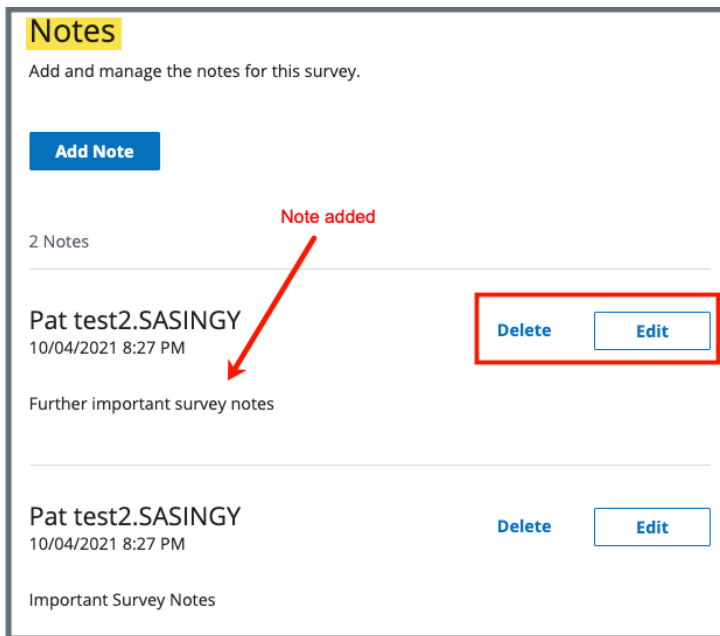 Notes
Add and manage the notes for this survey.
Add Note
Note added
2 Notes
Pat test2.SASINGY
Delete
Edit
10/04/2021 8:27 PM
Further important survey notes
Pat test2.SASINGY
Delete
Edit
10/04/2021 8:27 PM
Important Survey Notes